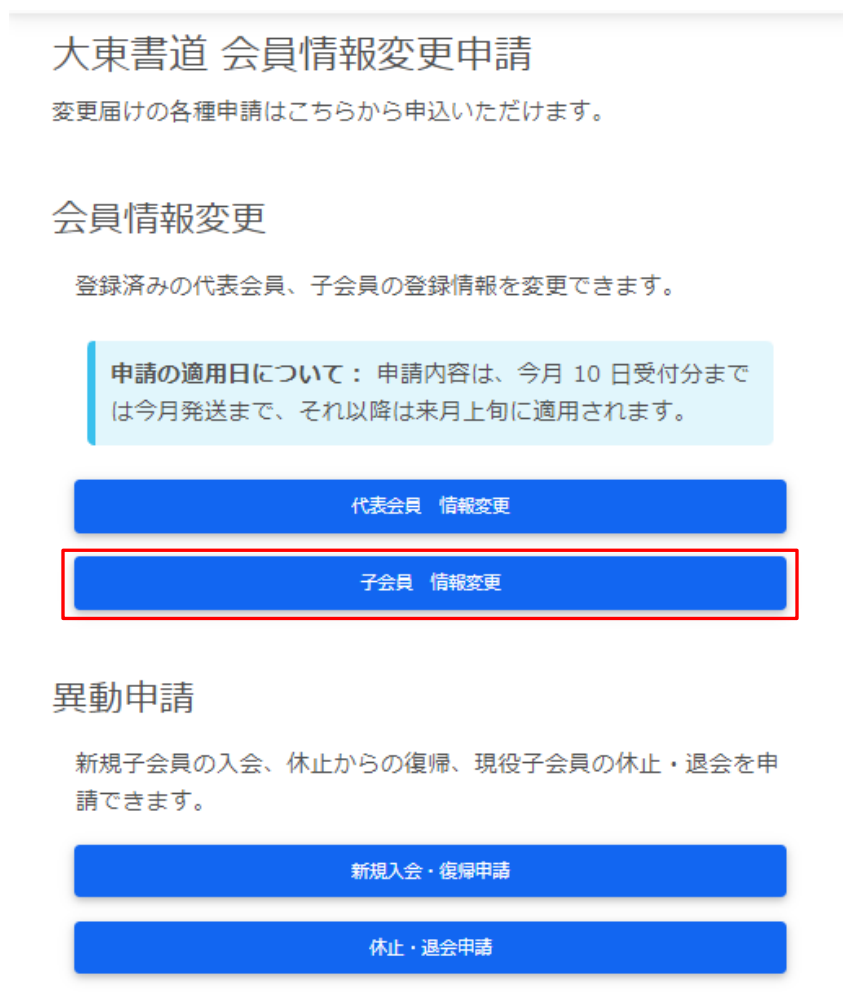 大東書道 会員情報変更申請
変更届けの各種申請はこちらから申込いただけます。
会員情報変更
登録済みの代表会員、子会員の登録情報を変更できます。
申請の適用日について： 申請内容は、今月 10 日受付分まで
は今月発送まで、それ以降は来月上旬に適用されます。
代表会員　情報変更
子会員　情報変更
異動申請
新規子会員の入会、休止からの復帰、現役子会員の休止・退会を申
請できます。
新規入会・復帰申請
休止・退会申請